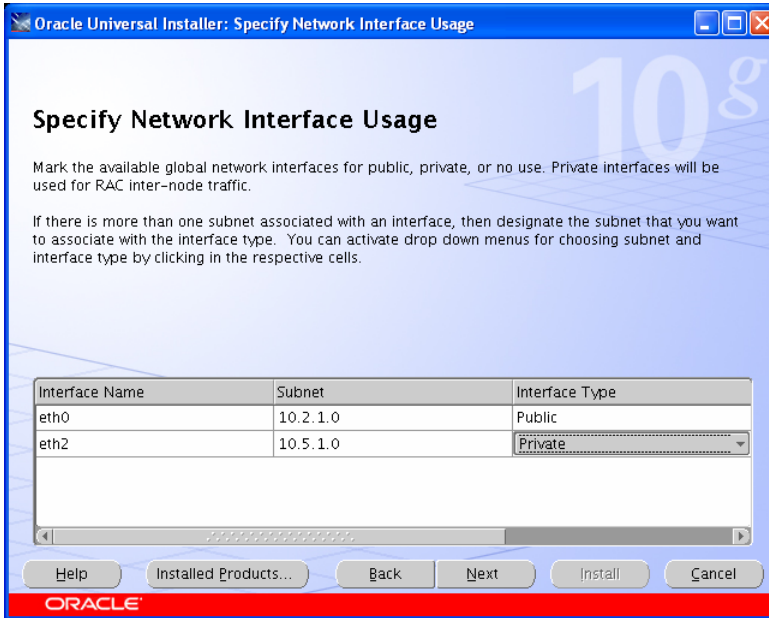 Oracle Universal Installer: Specify Network Interface Usage
10g
Specify Network Interface Usage
Mark the available global network interfaces for public, private, or no use. Private interfaces will be
used for RAC inter-node traffic.
If there is more than one subnet associated with an interface, then designate the subnet that you want
to associate with the interface type. You can activate drop down menus for choosing subnet and
interface type by clicking in the respective cells.
Interface Name Subnet Interface Type
eth0 10.2.1.0 Public
eth2 10.5.1.0 Private
Help Installed Products... Back Next Install Cancel
ORACLE